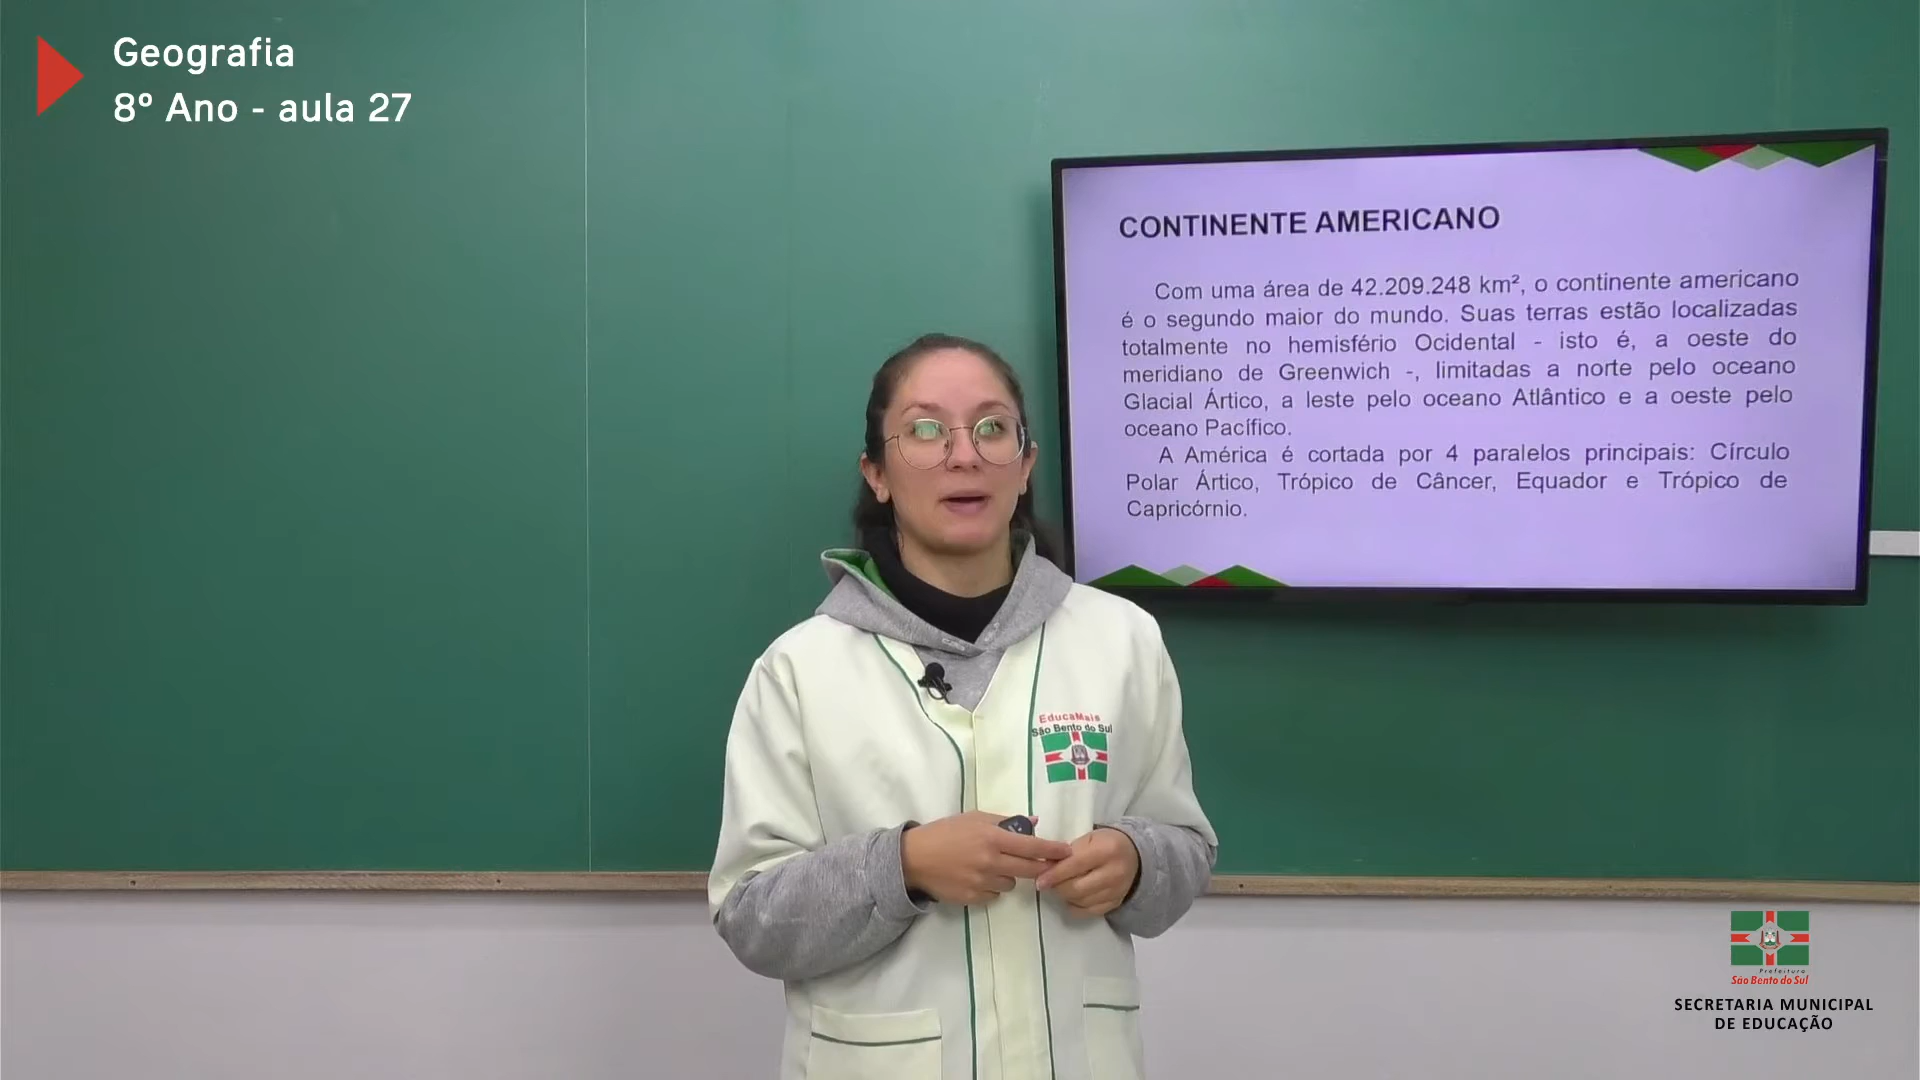 Geografia
8º Ano - aula 27
CONTINENTE AMERICANO
Com uma área de 42.209.248 km², o continente americano
é o segundo maior do mundo. Suas terras estão localizadas
totalmente no hemisfério Ocidental - isto é, a oeste do
meridiano de Greenwich -, limitadas a norte pelo oceano
Glacial Ártico, a leste pelo oceano Atlântico e a oeste pelo
oceano Pacífico.
A América é cortada por 4 paralelos principais: Círculo
Polar Ártico, Trópico de Câncer, Equador e Trópico de
Capricórnio.
EducaMais
São Bento do Sul
Prefeitura
São Bento do Sul
SECRETARIA MUNICIPAL
DE EDUCAÇÃO